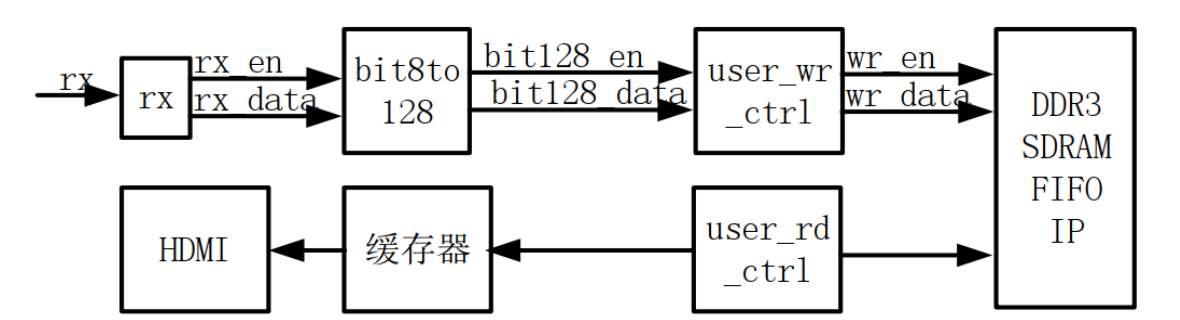 rx
rx
rx_en
rx_data
bit8to
128
bit128_en
bit128_data
user_wr
_ctrl
wr_en
wr_data
DDR3
SDRAM
FIFO
IP
HDMI
缓存器
user_rd
_ctrl